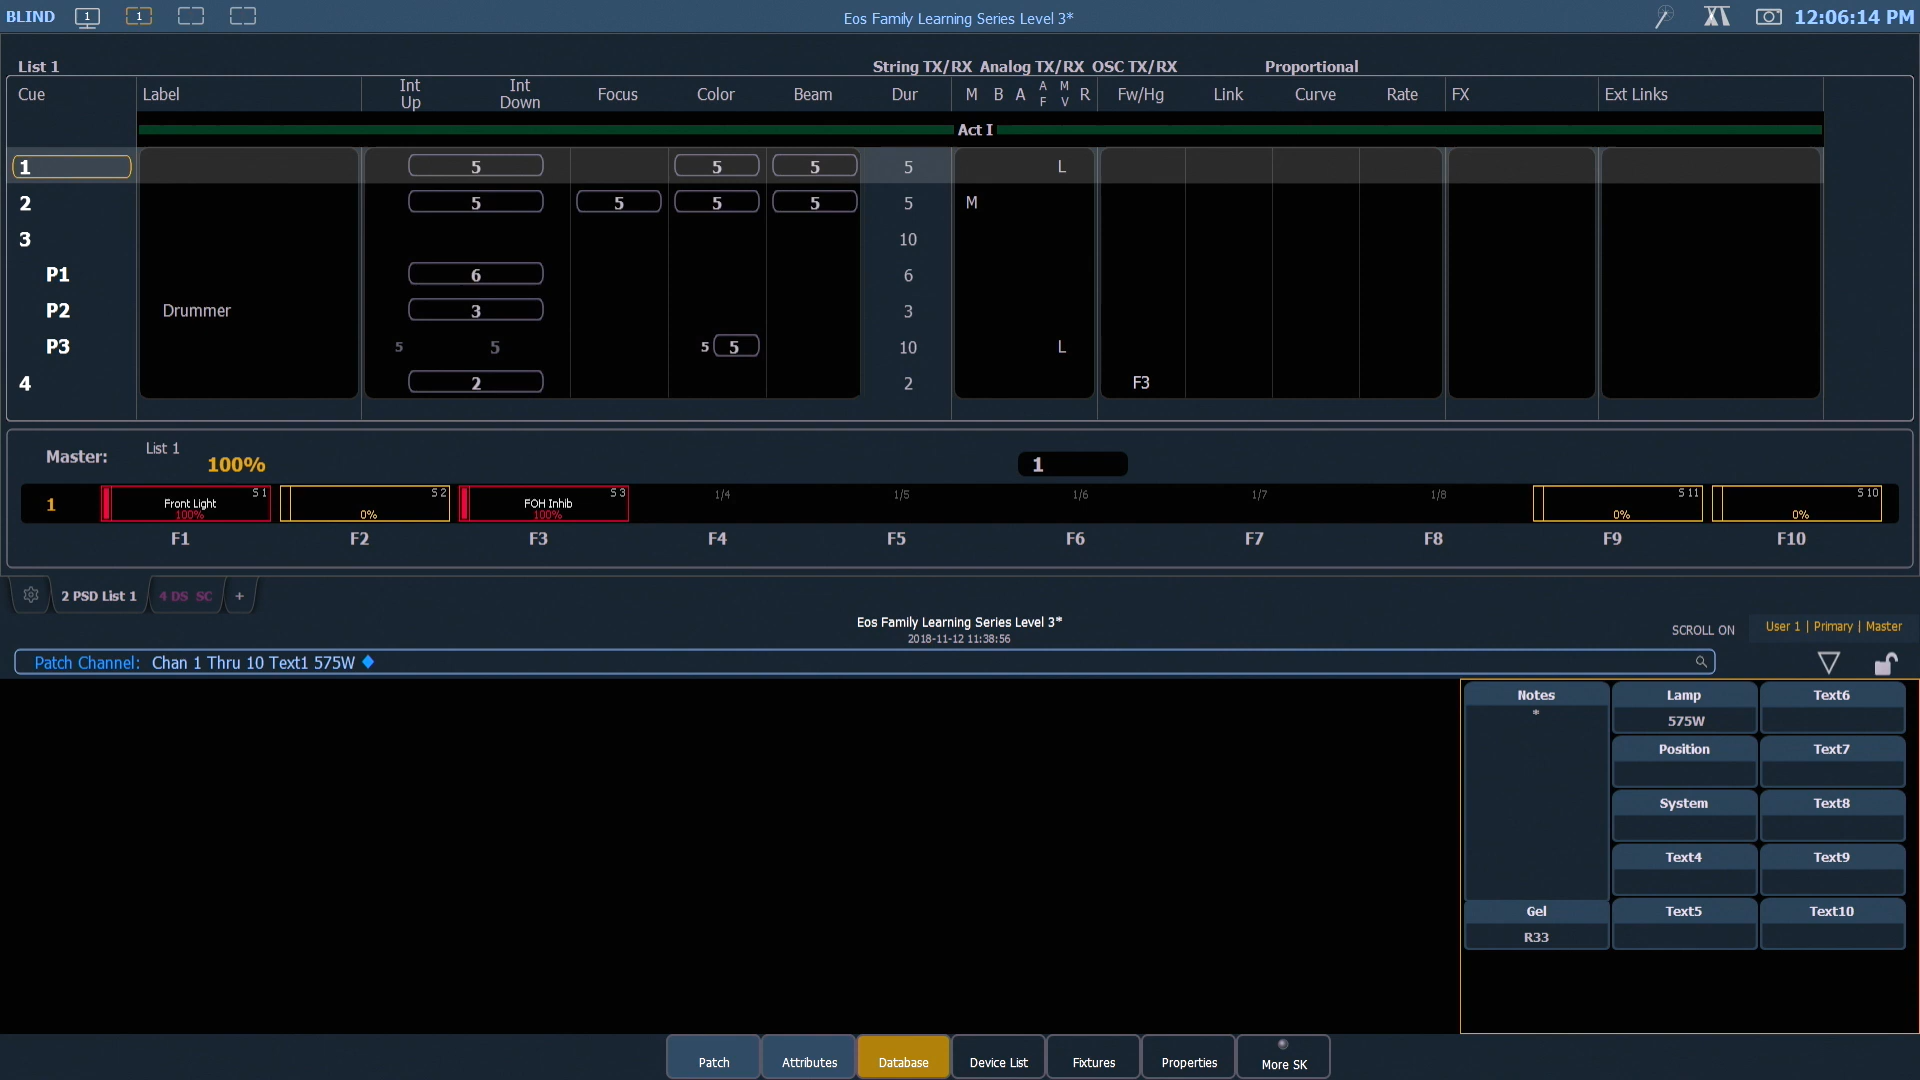 BLIND 1 1 Eos Family Learning Series Level 3* 12:06:14 PM
List 1 String TX/RX Analog TX/RX OSC TX/RX Proportional
Cue Label Int Up Int Down Focus Color Beam Dur M B A AF MV R Fw/Hg Link Curve Rate FX Ext Links
Act I
1 5 5 5 5 L
2 5 5 5 5 5 M
3 10
P1 6 6
P2 Drummer 3 3
P3 5 5 5 5 10 L
4 2 2 F3
Master: List 1 100% 1
1 Front Light 100% S 1 0% S 2 FOH Inhib 100% S 3 1/4 1/5 1/6 1/7 1/8 0% S 11 0% S 10
F1 F2 F3 F4 F5 F6 F7 F8 F9 F10
2 PSD List 1 4 DS SC +
Eos Family Learning Series Level 3*
2018-11-12 11:38:56
SCROLL ON User 1 | Primary | Master
Patch Channel: Chan 1 Thru 10 Text1 575W
Notes Lamp Text6
* 575W
Position Text7
System Text8
Text4 Text9
Gel Text5 Text10
R33
Patch Attributes Database Device List Fixtures Properties More SK